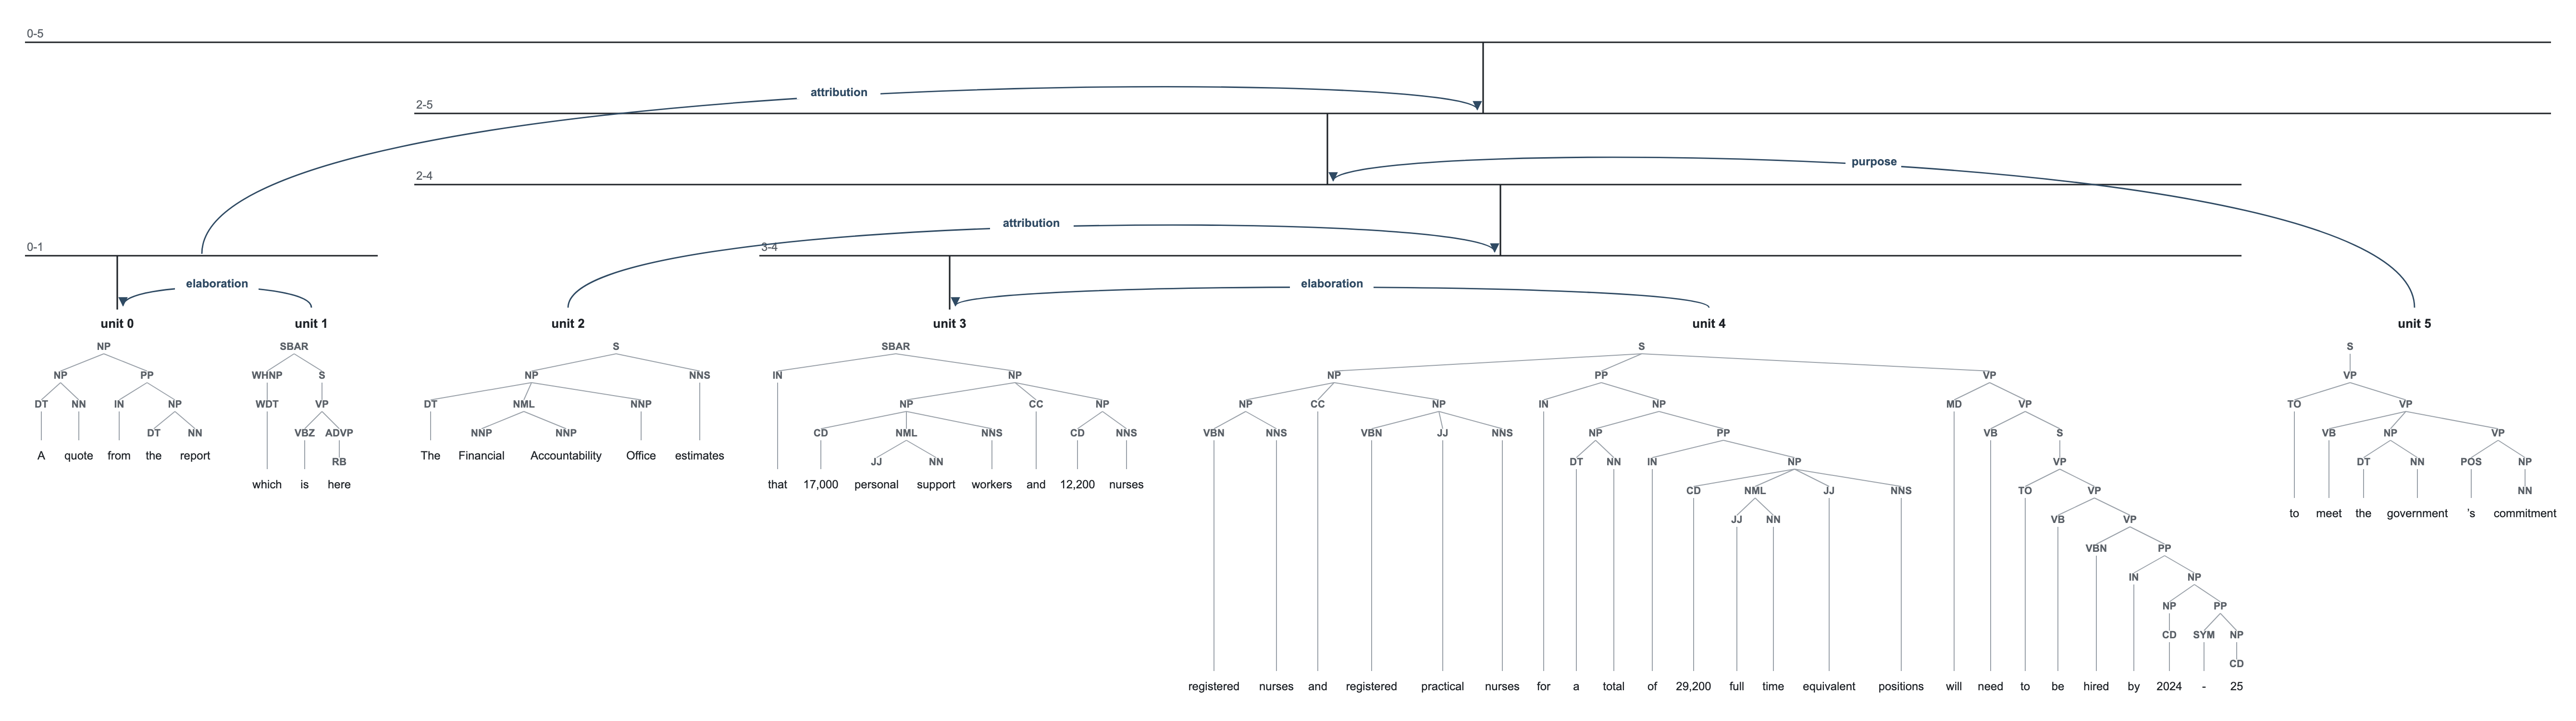 0-5
attribution
2-5
purpose
2-4
attribution
0-1
3-4
elaboration
elaboration
unit 0 unit 1 unit 2 unit 3 unit 4 unit 5
NP SBAR S SBAR S S
NP PP WHNP S NP NNS IN NP NP PP VP VP
DT NN IN NP WDT VP DT NML NNP NP CC NP NP CC NP IN NP MD VP TO VP
DT NN VBZ ADVP NNP NNP CD NML NNS CD NNS VBN NNS VBN JJ NNS NP PP VB S VB NP VP
A quote from the report The Financial Accountability Office estimates
RB JJ NN DT NN IN NP VP DT NN POS NP
which is here that 17,000 personal support workers and 12,200 nurses
CD NML JJ NNS TO VP NN
to meet the government 's commitment
JJ NN VB VP
VBN PP
IN NP
NP PP
CD SYM NP
CD
registered nurses and registered practical nurses for a total of 29,200 full time equivalent positions will need to be hired by 2024 - 25